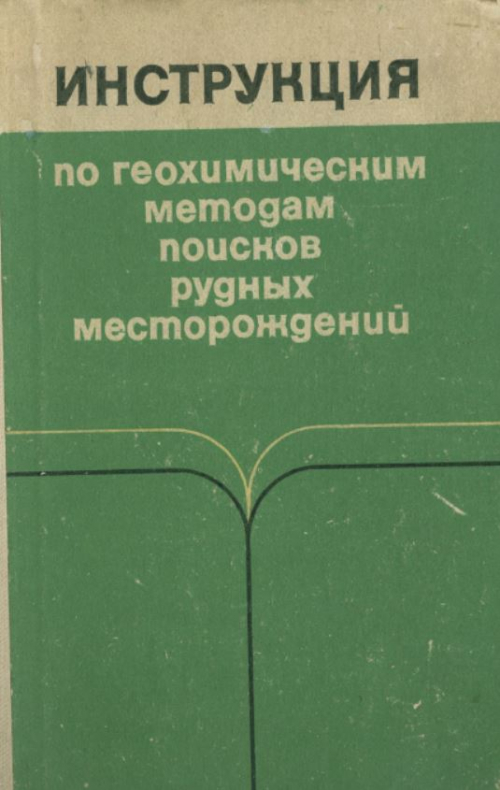 ИНСТРУКЦИЯ
по геохимическим
методам
поисков
рудных
месторождений